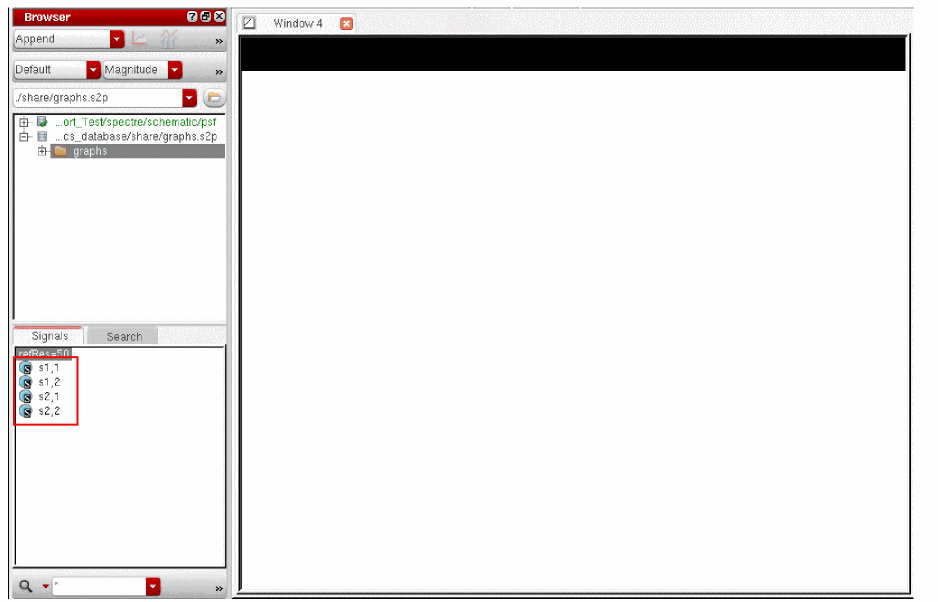 Browser
Window 4
Append
»
Default
Magnitude
»
./share/graphs.s2p
...ort_Test/spectre/schematic/psf
...cs_database/share/graphs.s2p
graphs
Signals
Search
refRes=50
s1,1
s1,2
s2,1
s2,2
*
»